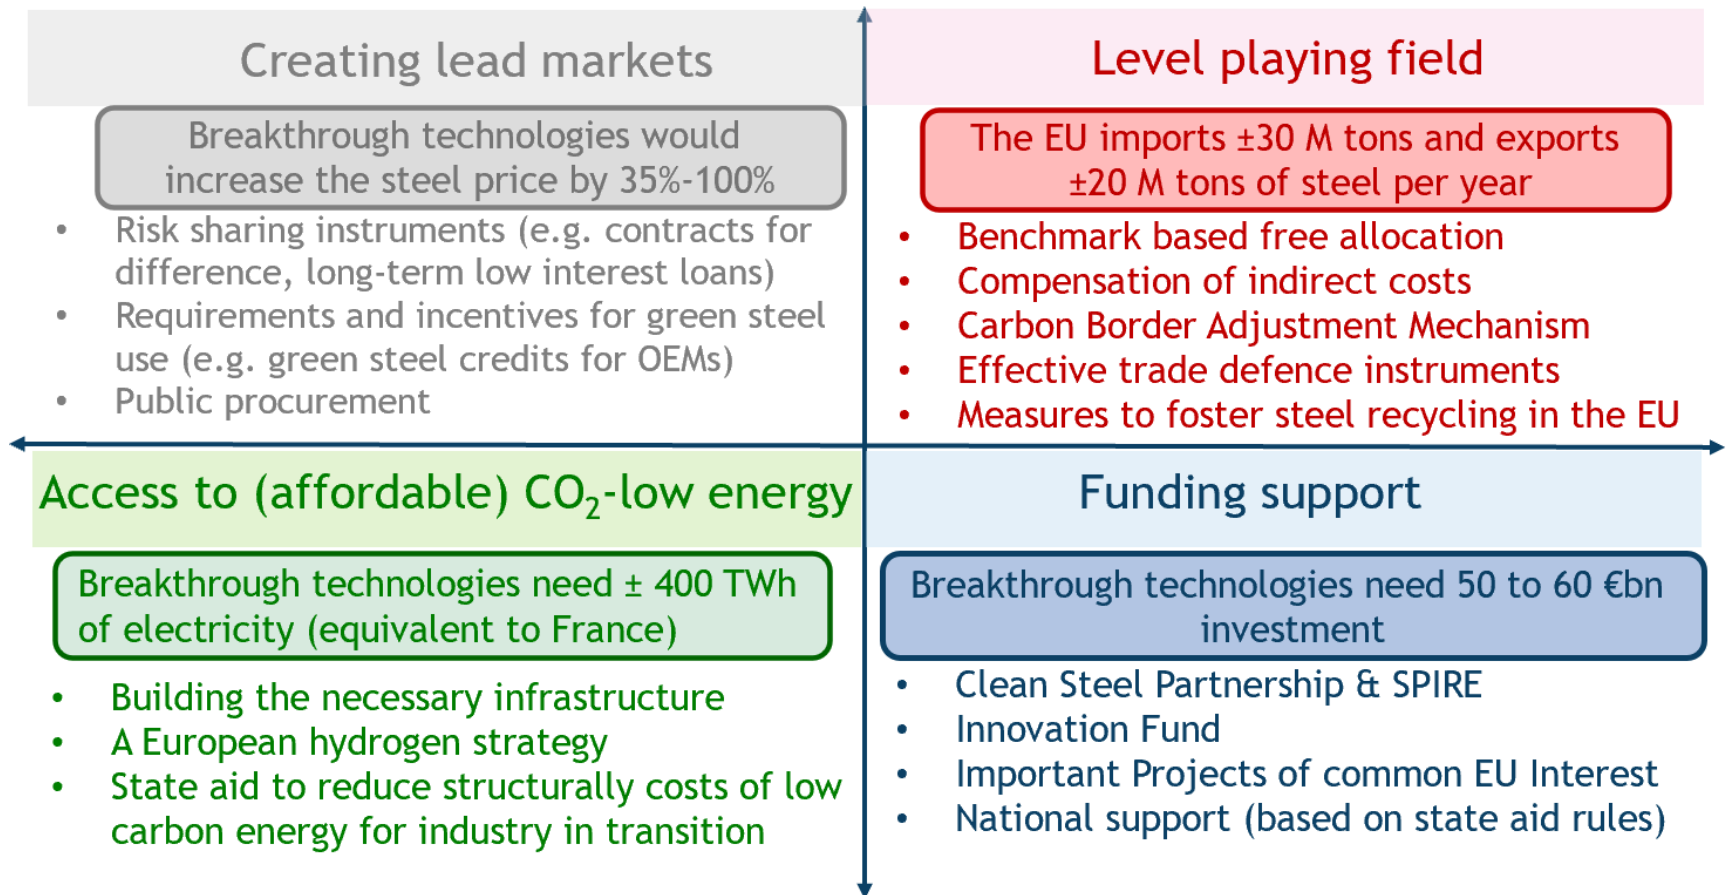 Creating lead markets
Breakthrough technologies would
increase the steel price by 35%-100%
• Risk sharing instruments (e.g. contracts for
difference, long-term low interest loans)
• Requirements and incentives for green steel
use (e.g. green steel credits for OEMs)
• Public procurement
Level playing field
The EU imports ±30 M tons and exports
±20 M tons of steel per year
• Benchmark based free allocation
• Compensation of indirect costs
• Carbon Border Adjustment Mechanism
• Effective trade defence instruments
• Measures to foster steel recycling in the EU
Access to (affordable) CO₂-low energy
Breakthrough technologies need ± 400 TWh
of electricity (equivalent to France)
• Building the necessary infrastructure
• A European hydrogen strategy
• State aid to reduce structurally costs of low
carbon energy for industry in transition
Funding support
Breakthrough technologies need 50 to 60 €bn
investment
• Clean Steel Partnership & SPIRE
• Innovation Fund
• Important Projects of common EU Interest
• National support (based on state aid rules)